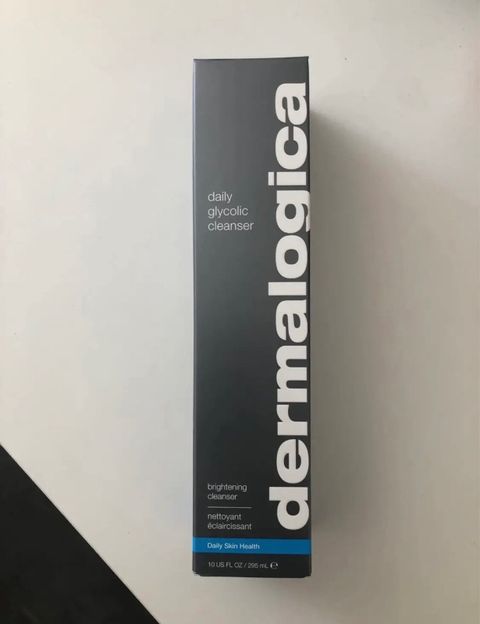 daily
glycolic
cleanser
dermalogica
brightening
cleanser
nettoyant
éclaircissant
Daily Skin Health
10 US FL OZ / 295 mL ℮